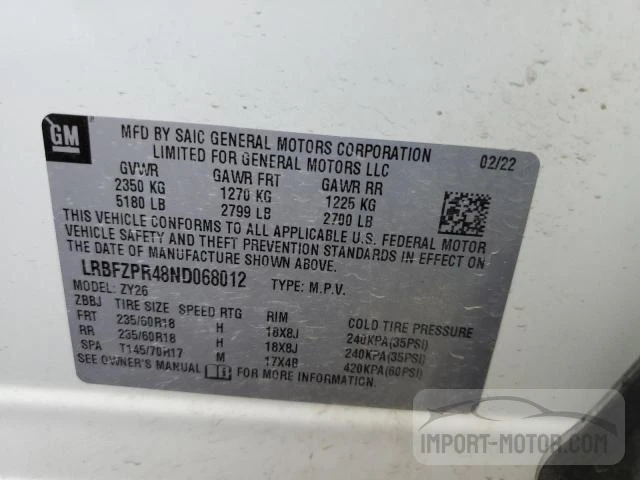 GM
MFD BY SAIC GENERAL MOTORS CORPORATION
LIMITED FOR GENERAL MOTORS LLC
02/22
GVWR GAWR FRT GAWR RR
2350 KG 1270 KG 1225 KG
5180 LB 2799 LB 2700 LB
THIS VEHICLE CONFORMS TO ALL APPLICABLE U.S. FEDERAL MOTOR
VEHICLE SAFETY AND THEFT PREVENTION STANDARDS IN EFFECT ON
THE DATE OF MANUFACTURE SHOWN ABOVE.
LRBFZPR48ND068012 TYPE: M.P.V.
MODEL: ZY26
ZBBJ TIRE SIZE SPEED RTG RIM COLD TIRE PRESSURE
FRT 235/60R18 H 18X8J 240KPA(35PSI)
RR 235/60R18 H 18X8J 240KPA(35PSI)
SPA T145/70R17 M 17X4B 420KPA(60PSI)
SEE OWNER'S MANUAL FOR MORE INFORMATION.
IMPORT-MOTOR.COM